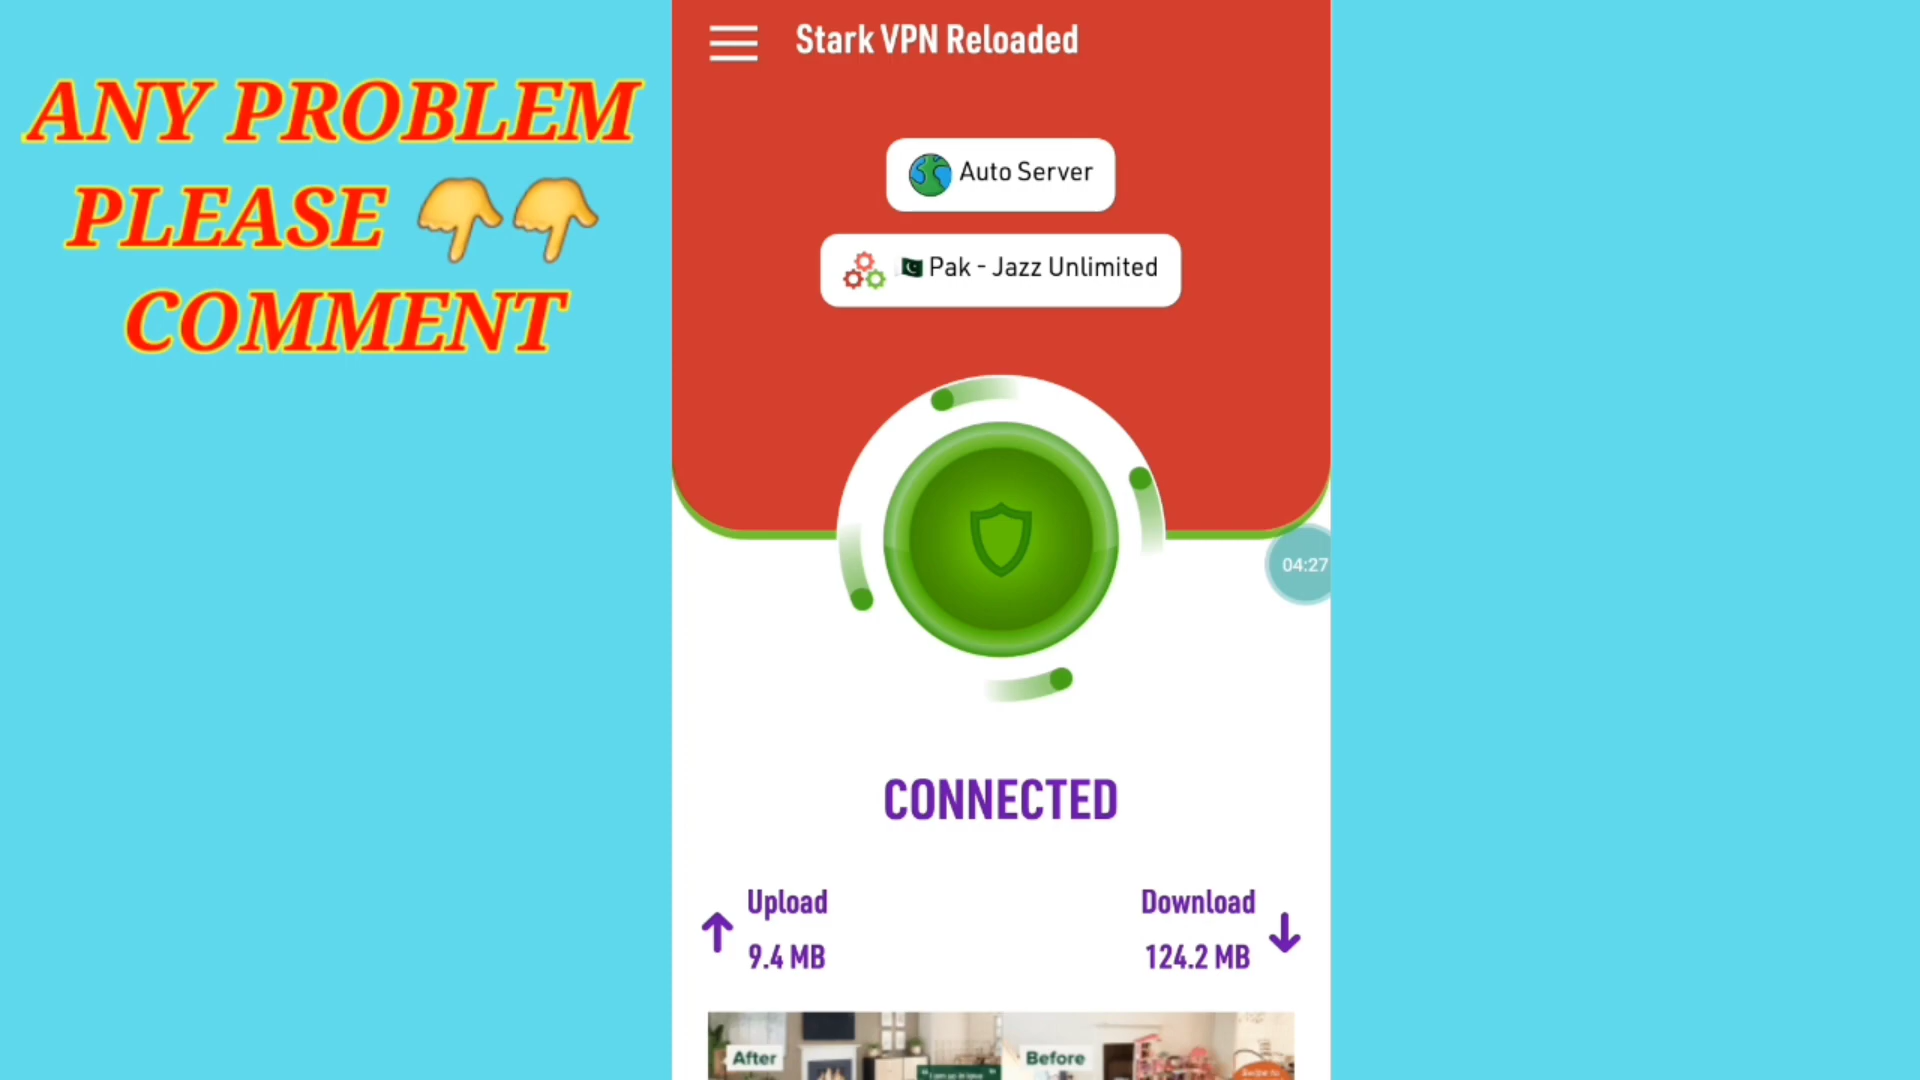 ANY PROBLEM
PLEASE 👇👇
COMMENT
Stark VPN Reloaded
Auto Server
🇵🇰 Pak - Jazz Unlimited
04:27
CONNECTED
Upload
9.4 MB
Download
124.2 MB
After
Before